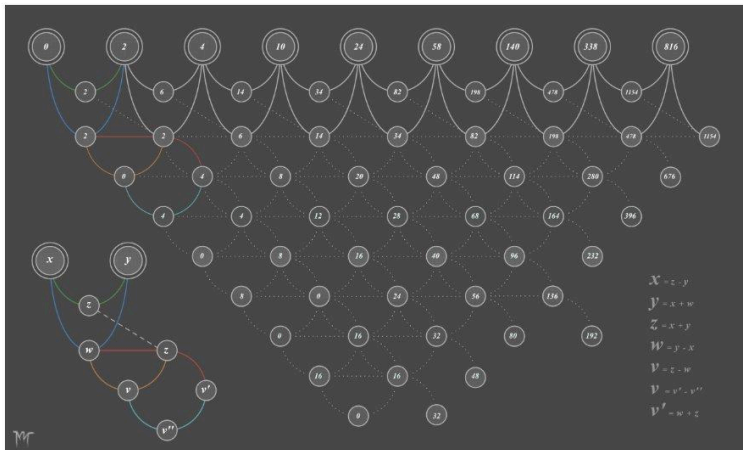 0 2 4 10 24 58 140 338 816
2 6 14 34 82 198 478 1154
2 2 6 14 34 82 198 478 1154
0 4 8 20 48 114 280 676
4 4 12 28 68 164 396
0 8 16 40 96 232
8 8 24 56 136
0 16 32 80 192
16 16 48
0 32
x y
z
w z
v v'
v''
x = z - y
y = x + w
z = x + y
w = y - x
v = z - w
v = v' - v''
v' = w + z